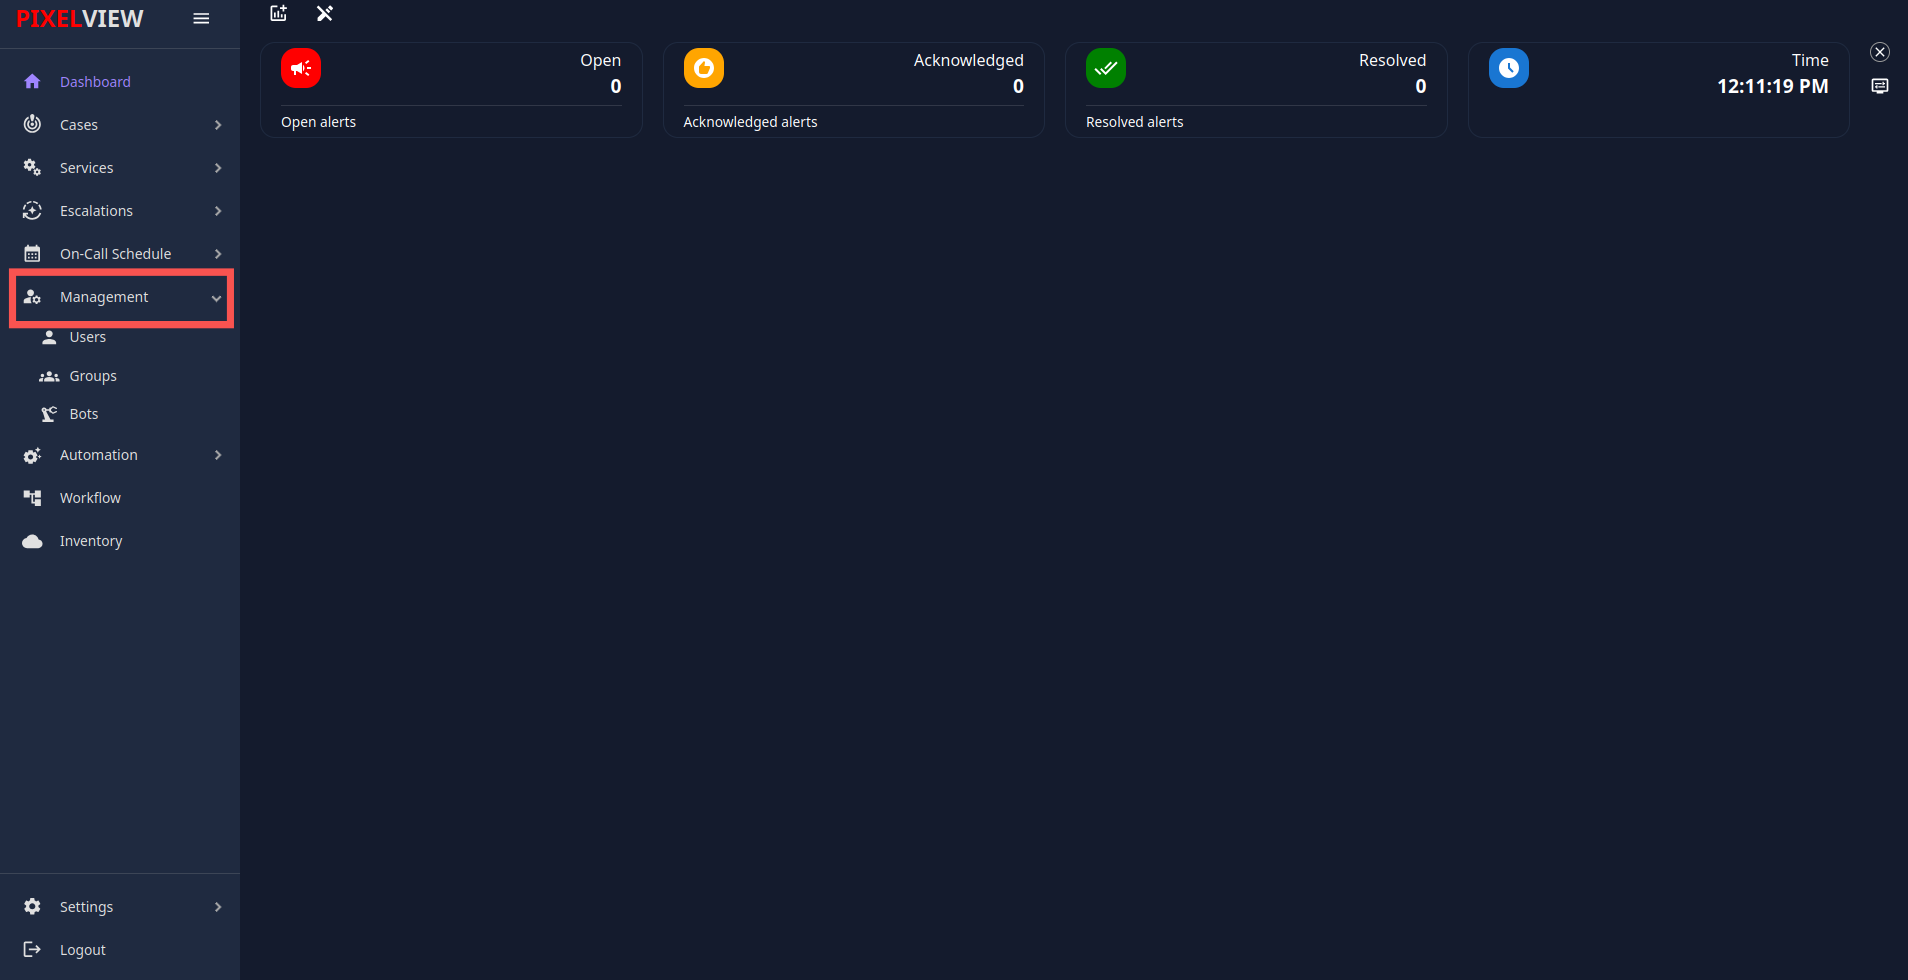 PIXELVIEW
Dashboard
Cases
Services
Escalations
On-Call Schedule
Management
Users
Groups
Bots
Automation
Workflow
Inventory
Settings
Logout
Open
0
Open alerts
Acknowledged
0
Acknowledged alerts
Resolved
0
Resolved alerts
Time
12:11:19 PM